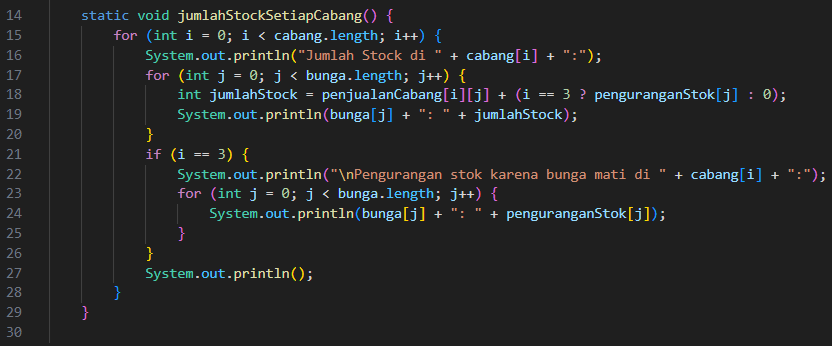 14 static void jumlahStockSetiapCabang() {
15 for (int i = 0; i < cabang.length; i++) {
16 System.out.println("Jumlah Stock di " + cabang[i] + ":");
17 for (int j = 0; j < bunga.length; j++) {
18 int jumlahStock = penjualanCabang[i][j] + (i == 3 ? penguranganStok[j] : 0);
19 System.out.println(bunga[j] + ": " + jumlahStock);
20 }
21 if (i == 3) {
22 System.out.println("\nPengurangan stok karena bunga mati di " + cabang[i] + ":");
23 for (int j = 0; j < bunga.length; j++) {
24 System.out.println(bunga[j] + ": " + penguranganStok[j]);
25 }
26 }
27 System.out.println();
28 }
29 }
30